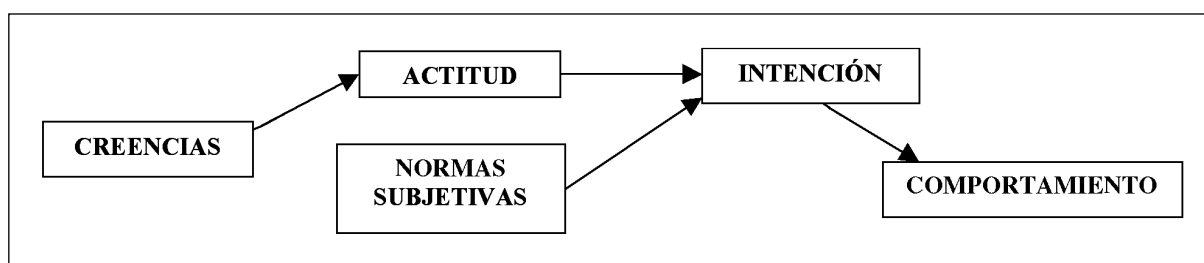 CREENCIAS
ACTITUD
NORMAS
SUBJETIVAS
INTENCIÓN
COMPORTAMIENTO